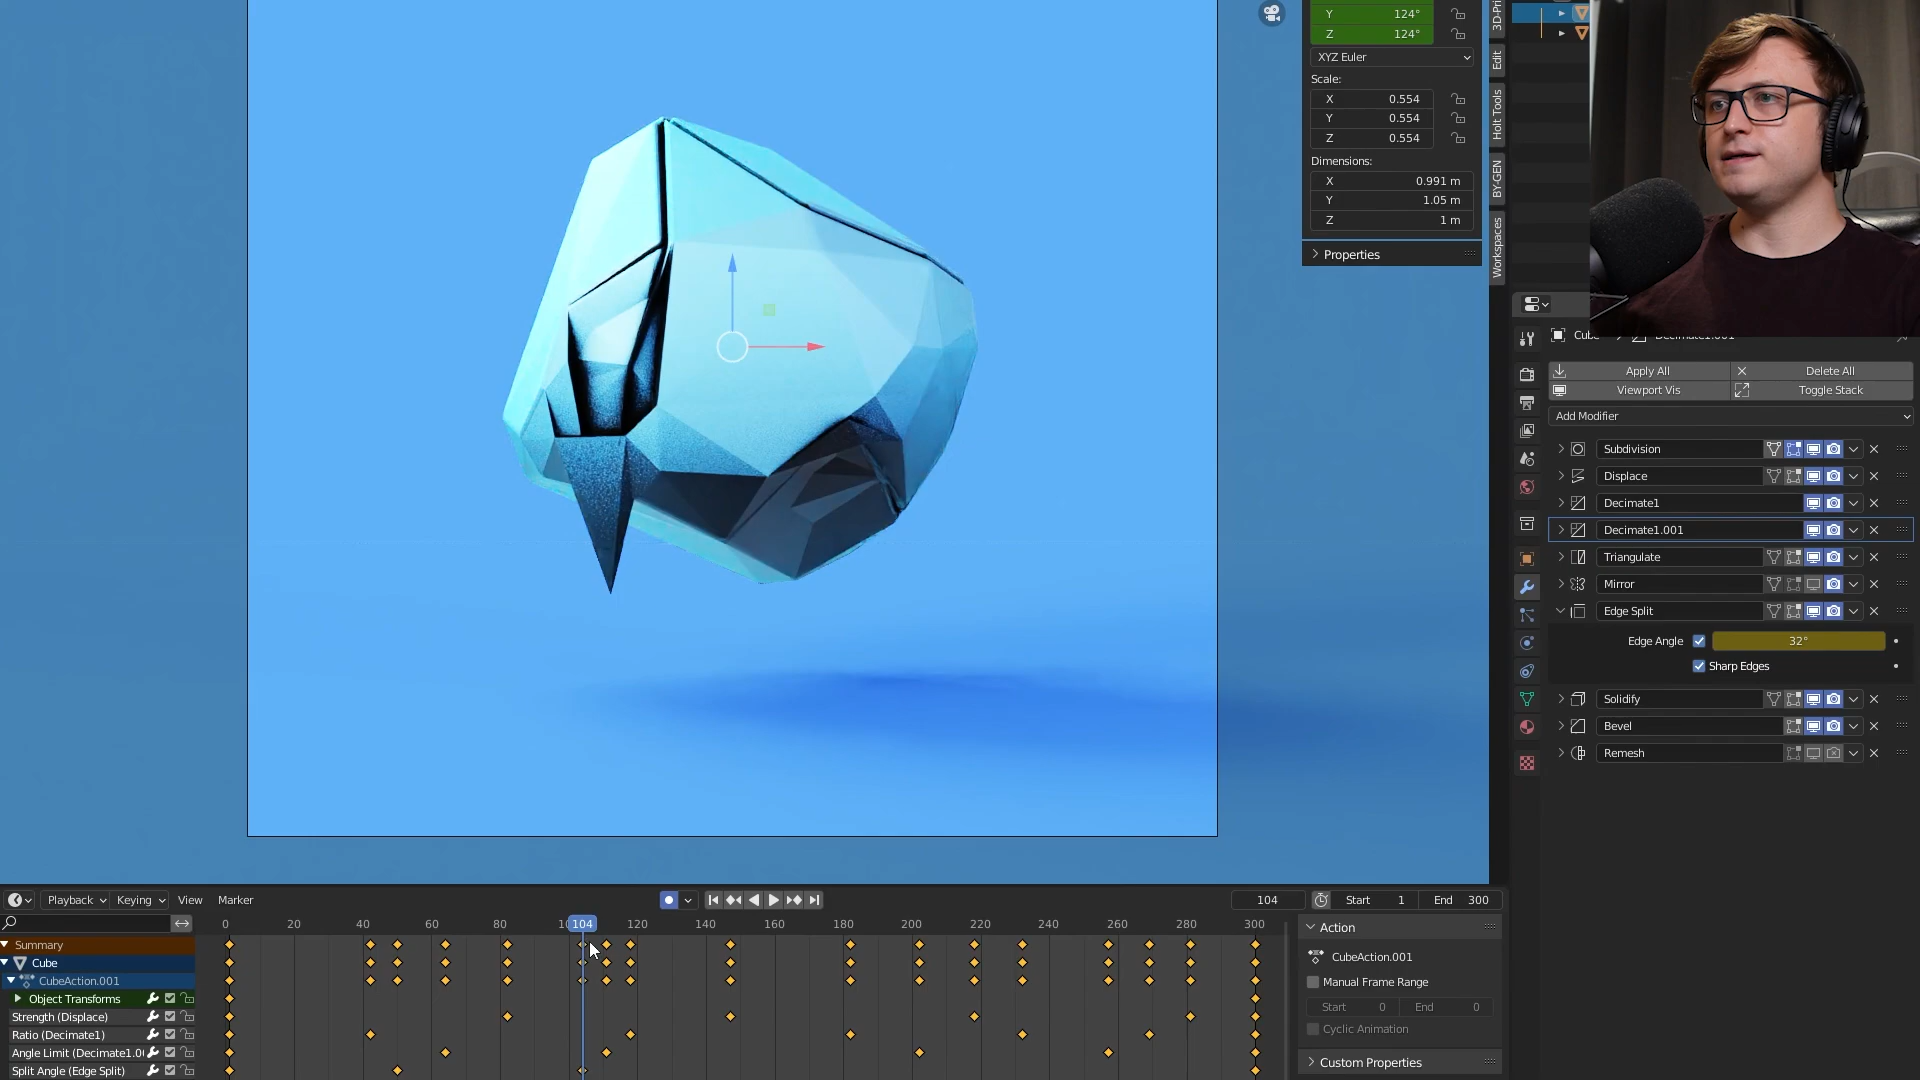 Y 124°
Z 124°
XYZ Euler
Scale:
X 0.554
Y 0.554
Z 0.554
Dimensions:
X 0.991 m
Y 1.05 m
Z 1 m
Properties
Edit
Holt Tools
BY-GEN
Workspaces
Apply All Delete All
Viewport Vis Toggle Stack
Add Modifier
Subdivision
Displace
Decimate1
Decimate1.001
Triangulate
Mirror
Edge Split
Edge Angle 32°
Sharp Edges
Solidify
Bevel
Remesh
Playback Keying View Marker
104 Start 1 End 300
0 20 40 60 80 104 120 140 160 180 200 220 240 260 280 300
Summary
Cube
CubeAction.001
Object Transforms
Strength (Displace)
Ratio (Decimate1)
Angle Limit (Decimate1.0
Split Angle (Edge Split)
Action
CubeAction.001
Manual Frame Range
Start 0 End 0
Cyclic Animation
Custom Properties